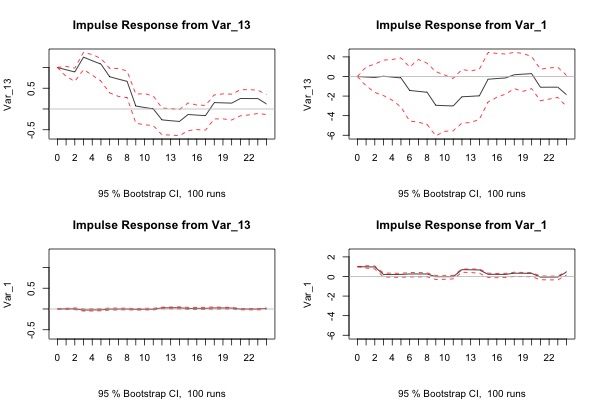 Impulse Response from Var_13
Var_13
0.5
-0.5
0 2 4 6 8 10 13 16 19 22
95 % Bootstrap CI, 100 runs
Impulse Response from Var_1
Var_13
2
0
-2
-4
-6
0 2 4 6 8 10 13 16 19 22
95 % Bootstrap CI, 100 runs
Impulse Response from Var_13
Var_1
0.5
-0.5
0 2 4 6 8 10 13 16 19 22
95 % Bootstrap CI, 100 runs
Impulse Response from Var_1
Var_1
2
0
-2
-4
-6
0 2 4 6 8 10 13 16 19 22
95 % Bootstrap CI, 100 runs